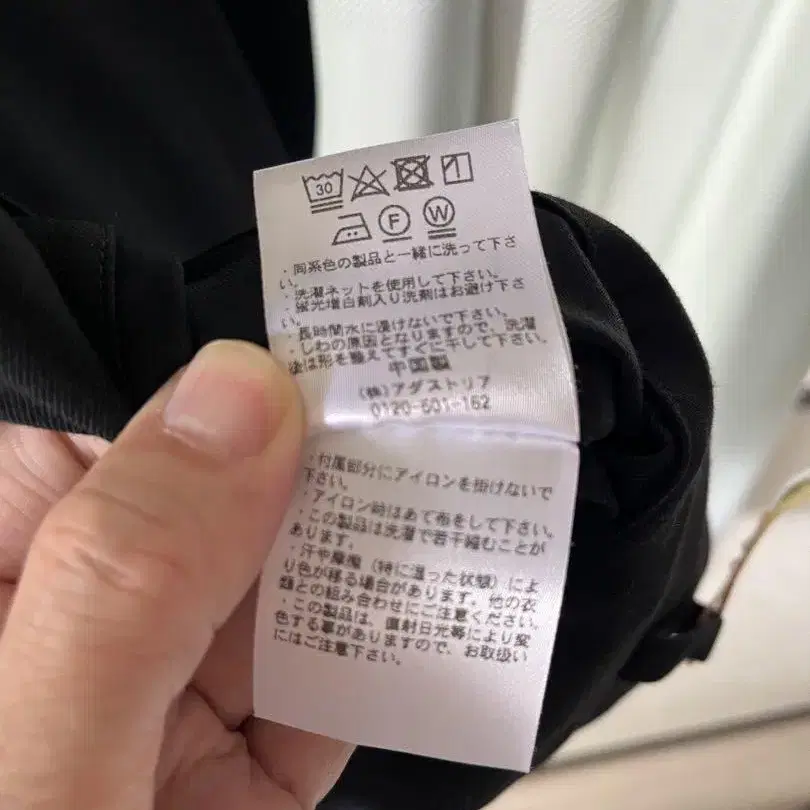 30
F W
・同系色の製品と一緒に洗って下さ
い。
・洗濯ネットを使用して下さい。
・蛍光増白剤入り洗剤はお避け下さ
い。
・長時間水に浸けないで下さい。
・しわの原因となりますので、洗濯
後は形を整えてすぐに干して下さい。
中国製
(株)アダストリア
0120-601-162
・付属部分にアイロンを掛けないで
下さい。
・アイロン時はあて布をして下さい。
・この製品は洗濯で若干縮むことが
あります。
・汗や摩擦（特に湿った状態）によ
り色が移る場合があります。他の衣
類との組み合わせにご注意ください。
・この製品は、直射日光等により変
色する事がありますので、お取扱い
にはご注意下さい。